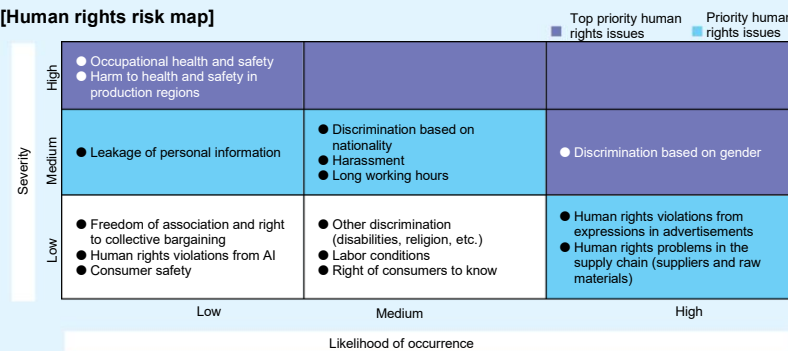 [Human rights risk map]
Top priority human
rights issues
Priority human
rights issues
Severity
High
● Occupational health and safety
● Harm to health and safety in
production regions
Medium
● Leakage of personal information
● Discrimination based on
nationality
● Harassment
● Long working hours
● Discrimination based on gender
Low
● Freedom of association and right
to collective bargaining
● Human rights violations from AI
● Consumer safety
● Other discrimination
(disabilities, religion, etc.)
● Labor conditions
● Right of consumers to know
● Human rights violations from
expressions in advertisements
● Human rights problems in the
supply chain (suppliers and raw
materials)
Low
Medium
High
Likelihood of occurrence